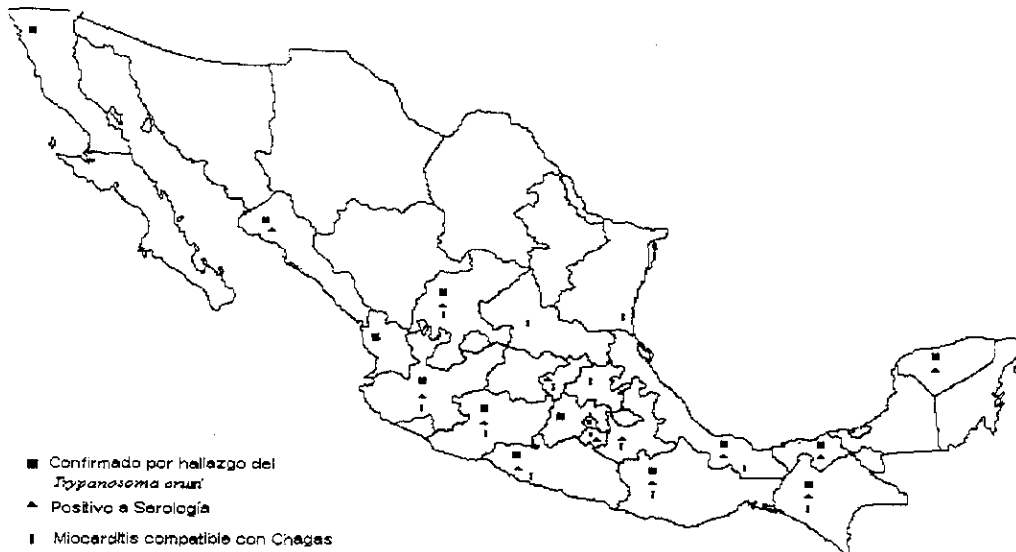 Confirmado por hallazgo del
Trypanosoma cruzi
Positivo a Serología
Miocarditis compatible con Chagas